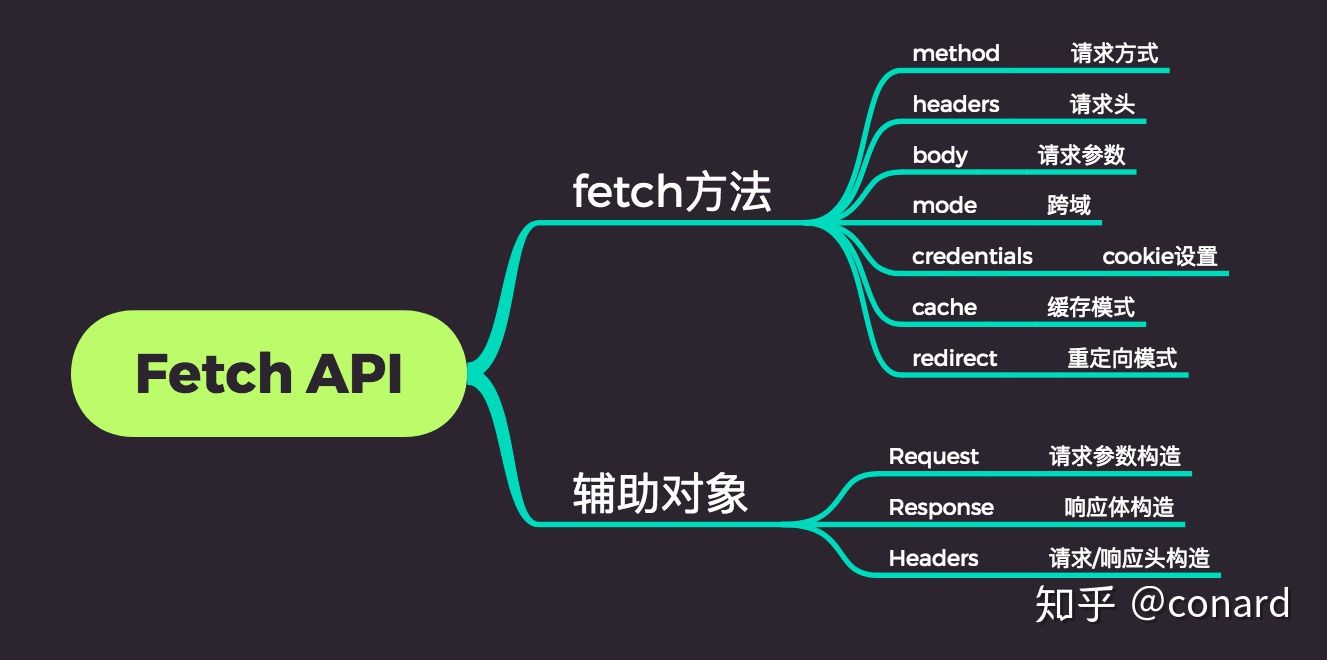 Fetch API
fetch方法
method 请求方式
headers 请求头
body 请求参数
mode 跨域
credentials cookie设置
cache 缓存模式
redirect 重定向模式
辅助对象
Request 请求参数构造
Response 响应体构造
Headers 请求/响应头构造
知乎 @conard